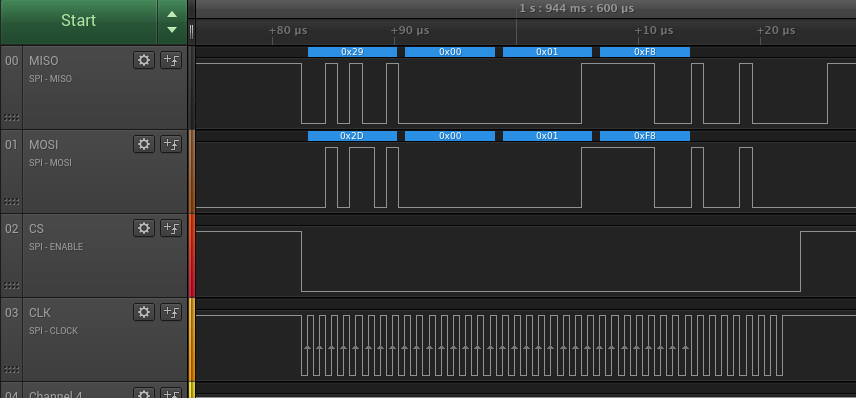 Start
1 s : 944 ms : 600 µs
+80 µs
+90 µs
+10 µs
+20 µs
00
MISO
SPI - MISO
0x29
0x00
0x01
0xF8
01
MOSI
SPI - MOSI
0x2D
0x00
0x01
0xF8
02
CS
SPI - ENABLE
03
CLK
SPI - CLOCK
04
Channel 4